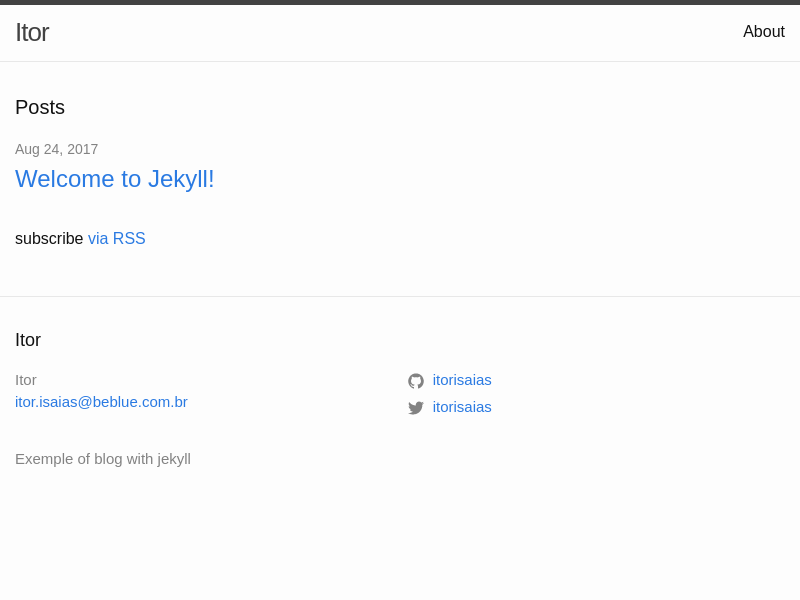 Itor
About
Posts
Aug 24, 2017
Welcome to Jekyll!
subscribe via RSS
Itor
Itor
itor.isaias@beblue.com.br
itorisaias
itorisaias
Exemple of blog with jekyll